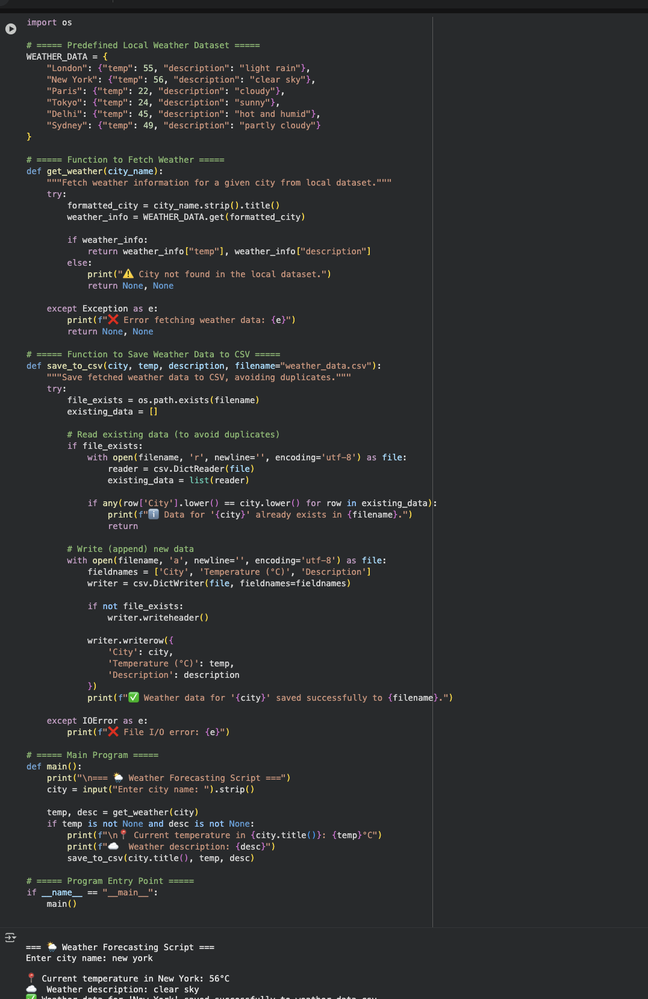 import os

# ===== Predefined Local Weather Dataset =====
WEATHER_DATA = {
    "London": {"temp": 55, "description": "light rain"},
    "New York": {"temp": 56, "description": "clear sky"},
    "Paris": {"temp": 22, "description": "cloudy"},
    "Tokyo": {"temp": 24, "description": "sunny"},
    "Delhi": {"temp": 45, "description": "hot and humid"},
    "Sydney": {"temp": 49, "description": "partly cloudy"}
}

# ===== Function to Fetch Weather =====
def get_weather(city_name):
    """Fetch weather information for a given city from local dataset."""
    try:
        formatted_city = city_name.strip().title()
        weather_info = WEATHER_DATA.get(formatted_city)

        if weather_info:
            return weather_info["temp"], weather_info["description"]
        else:
            print("⚠️ City not found in the local dataset.")
            return None, None

    except Exception as e:
        print(f"❌ Error fetching weather data: {e}")
        return None, None

# ===== Function to Save Weather Data to CSV =====
def save_to_csv(city, temp, description, filename="weather_data.csv"):
    """Save fetched weather data to CSV, avoiding duplicates."""
    try:
        file_exists = os.path.exists(filename)
        existing_data = []

        # Read existing data (to avoid duplicates)
        if file_exists:
            with open(filename, 'r', newline='', encoding='utf-8') as file:
                reader = csv.DictReader(file)
                existing_data = list(reader)

            if any(row['City'].lower() == city.lower() for row in existing_data):
                print(f"ℹ️ Data for '{city}' already exists in {filename}.")
                return

        # Write (append) new data
        with open(filename, 'a', newline='', encoding='utf-8') as file:
            fieldnames = ['City', 'Temperature (°C)', 'Description']
            writer = csv.DictWriter(file, fieldnames=fieldnames)

            if not file_exists:
                writer.writeheader()

            writer.writerow({
                'City': city,
                'Temperature (°C)': temp,
                'Description': description
            })
            print(f"✅ Weather data for '{city}' saved successfully to {filename}.")

    except IOError as e:
        print(f"❌ File I/O error: {e}")

# ===== Main Program =====
def main():
    print("\n=== 🌦️ Weather Forecasting Script ===")
    city = input("Enter city name: ").strip()

    temp, desc = get_weather(city)
    if temp is not None and desc is not None:
        print(f"\n📍 Current temperature in {city.title()}: {temp}°C")
        print(f"☁️  Weather description: {desc}")
        save_to_csv(city.title(), temp, desc)

# ===== Program Entry Point =====
if __name__ == "__main__":
    main()

=== 🌦️ Weather Forecasting Script ===
Enter city name: new york

📍 Current temperature in New York: 56°C
☁️  Weather description: clear sky
✅ Weather data for 'New York' saved successfully to weather_data.csv.